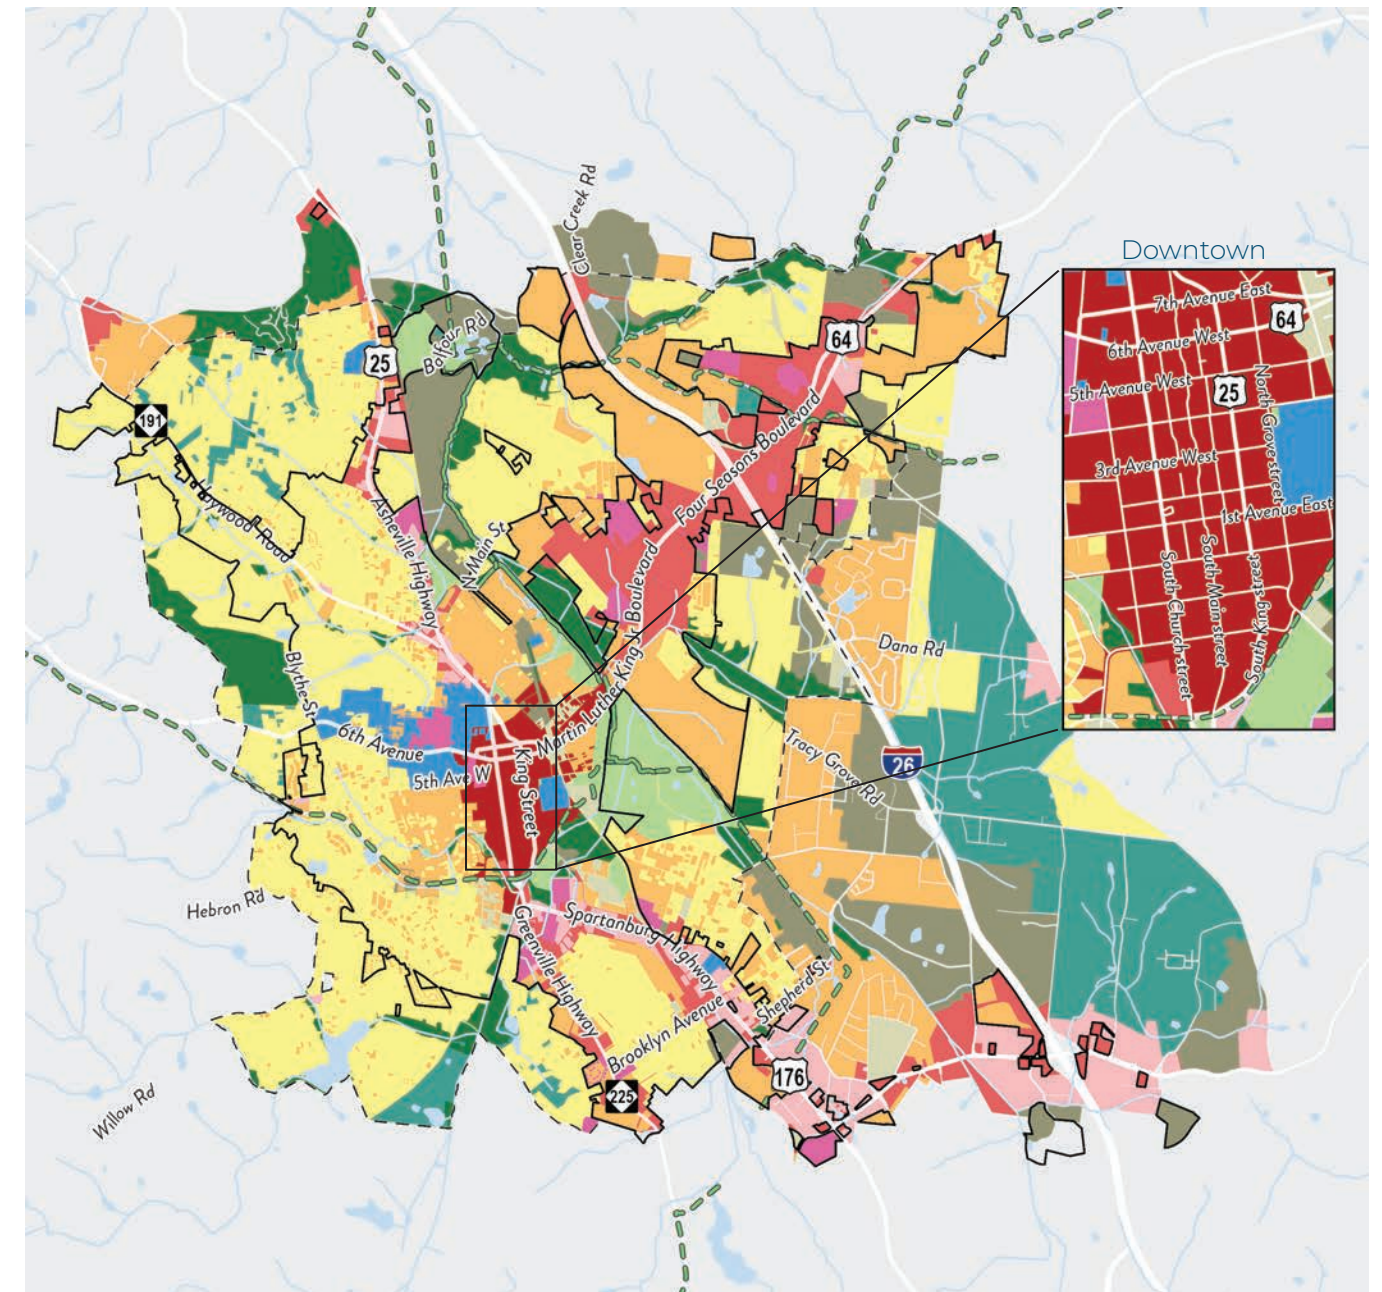 Clear Creek Rd
Downtown
7th Avenue East
64
6th Avenue West
5th Avenue West
25
North Grove street
3rd Avenue West
1st Avenue East
South Church street
South Main street
South King street
Balfour Rd
64
25
191
Four Seasons Boulevard
Asheville Highway
N Main St
Dana Rd
Blythe St
Martin Luther King Jr Boulevard
6th Avenue
5th Ave W
King Street
Tracy Grove Rd
26
Hebron Rd
Spartanburg Highway
Greenville Highway
Shepherd St
Brooklyn Avenue
176
225
Willow Rd